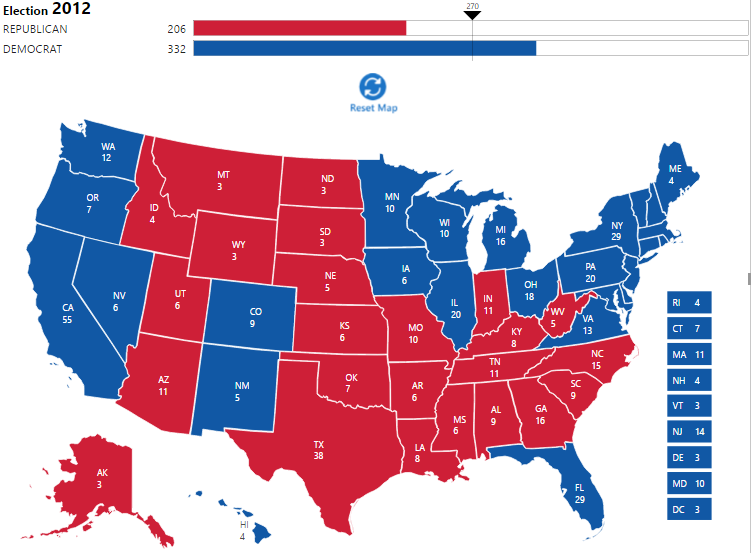 Election 2012
270
REPUBLICAN 206
DEMOCRAT 332
Reset Map
WA
12
OR
7
ID
4
MT
3
ND
3
MN
10
WI
10
MI
16
ME
4
NY
29
SD
3
WY
3
NE
5
IA
6
IL
20
IN
11
OH
18
PA
20
CA
55
NV
6
UT
6
CO
9
KS
6
MO
10
KY
8
WV
5
VA
13
AZ
11
NM
5
OK
7
AR
6
TN
11
NC
15
SC
9
TX
38
LA
8
MS
6
AL
9
GA
16
FL
29
AK
3
HI
4
RI 4
CT 7
MA 11
NH 4
VT 3
NJ 14
DE 3
MD 10
DC 3